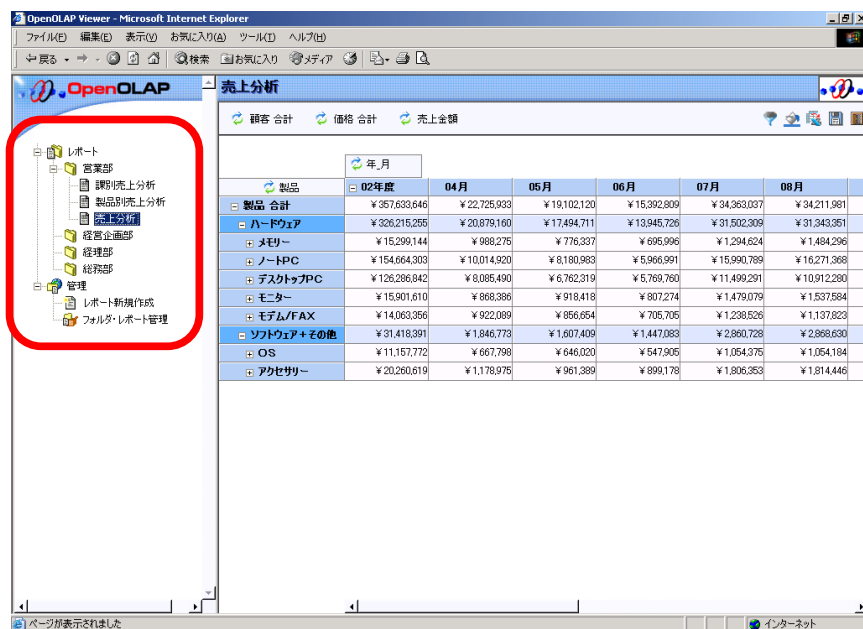 OpenOLAP Viewer - Microsoft Internet Explorer
ファイル(F) 編集(E) 表示(V) お気に入り(A) ツール(T) ヘルプ(H)
戻る 検索 お気に入り メディア
OpenOLAP 売上分析
顧客 合計 価格 合計 売上金額
レポート
営業部
課別売上分析
製品別売上分析
売上分析
経営企画部
経理部
総務部
管理
レポート新規作成
フォルダ・レポート管理
年_月
製品 02年度 04月 05月 06月 07月 08月
製品 合計 ¥357,633,646 ¥22,725,933 ¥19,102,120 ¥15,392,809 ¥34,363,037 ¥34,211,981
ハードウェア ¥326,215,255 ¥20,879,160 ¥17,494,711 ¥13,945,726 ¥31,502,309 ¥31,343,351
メモリー ¥15,299,144 ¥988,275 ¥776,337 ¥695,996 ¥1,294,624 ¥1,484,296
ノートPC ¥154,664,303 ¥10,014,920 ¥8,180,983 ¥5,966,991 ¥15,990,789 ¥16,271,368
デスクトップPC ¥126,286,842 ¥8,085,490 ¥6,762,319 ¥5,769,760 ¥11,499,291 ¥10,912,280
モニター ¥15,901,610 ¥868,386 ¥918,418 ¥807,274 ¥1,479,079 ¥1,537,584
モデム/FAX ¥14,063,356 ¥922,089 ¥856,654 ¥705,705 ¥1,238,526 ¥1,137,823
ソフトウェア+その他 ¥31,418,391 ¥1,846,773 ¥1,607,409 ¥1,447,083 ¥2,860,728 ¥2,868,630
OS ¥11,157,772 ¥667,798 ¥646,020 ¥547,905 ¥1,054,375 ¥1,054,184
アクセサリー ¥20,260,619 ¥1,178,975 ¥961,389 ¥899,178 ¥1,806,353 ¥1,814,446
ページが表示されました インターネット